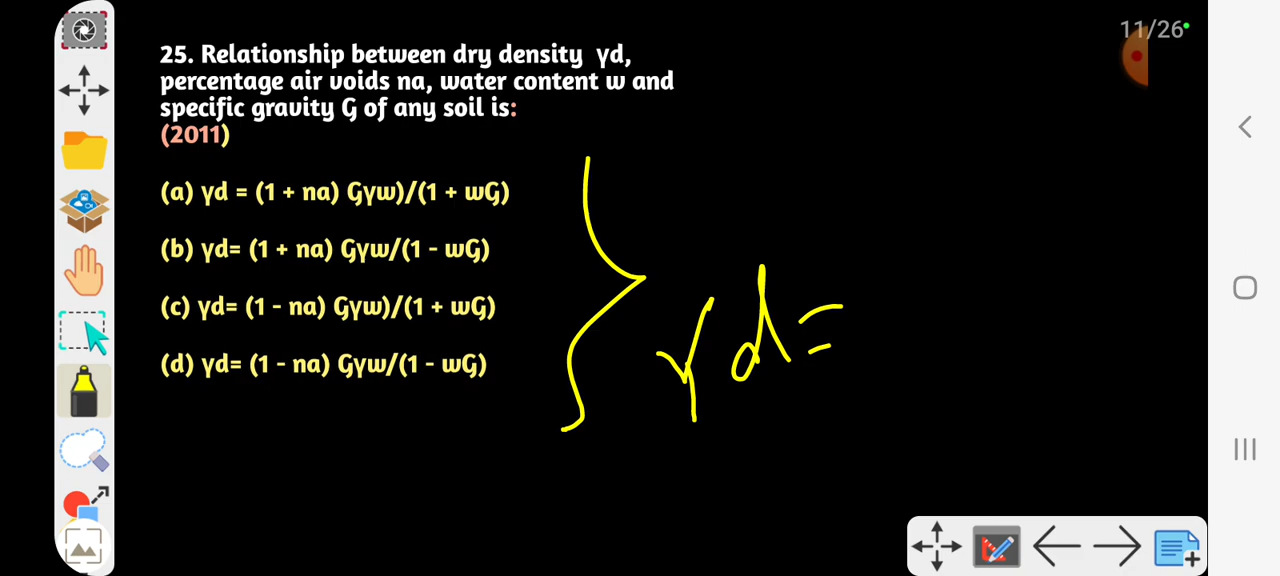 11/26
25. Relationship between dry density γd,
percentage air voids na, water content w and
specific gravity G of any soil is:
(2011)
(a) γd = (1 + na) Gγw)/(1 + wG)
(b) γd= (1 + na) Gγw/(1 - wG)
(c) γd= (1 - na) Gγw)/(1 + wG)
(d) γd= (1 - na) Gγw/(1 - wG)
γd=